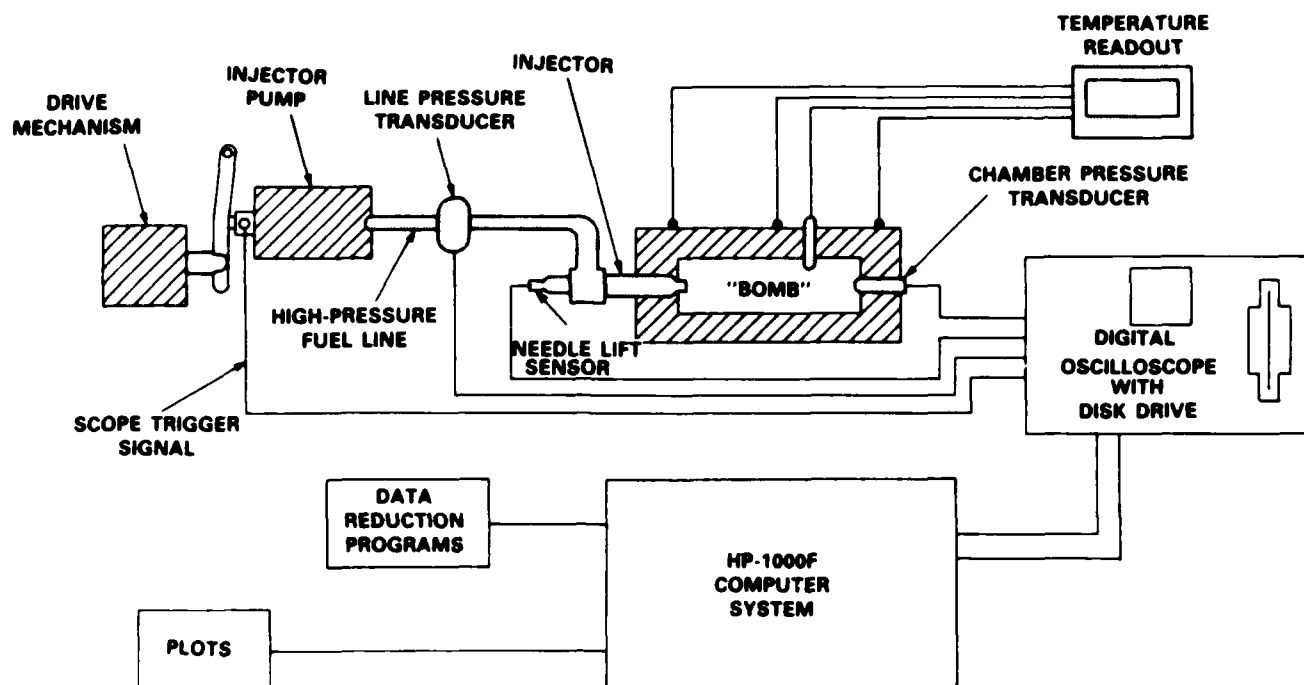 TEMPERATURE
READOUT
INJECTOR
INJECTOR
PUMP
LINE PRESSURE
TRANSDUCER
DRIVE
MECHANISM
CHAMBER PRESSURE
TRANSDUCER
"BOMB"
HIGH-PRESSURE
FUEL LINE
NEEDLE LIFT
SENSOR
DIGITAL
OSCILLOSCOPE
WITH
DISK DRIVE
SCOPE TRIGGER
SIGNAL
DATA
REDUCTION
PROGRAMS
HP-1000F
COMPUTER
SYSTEM
PLOTS